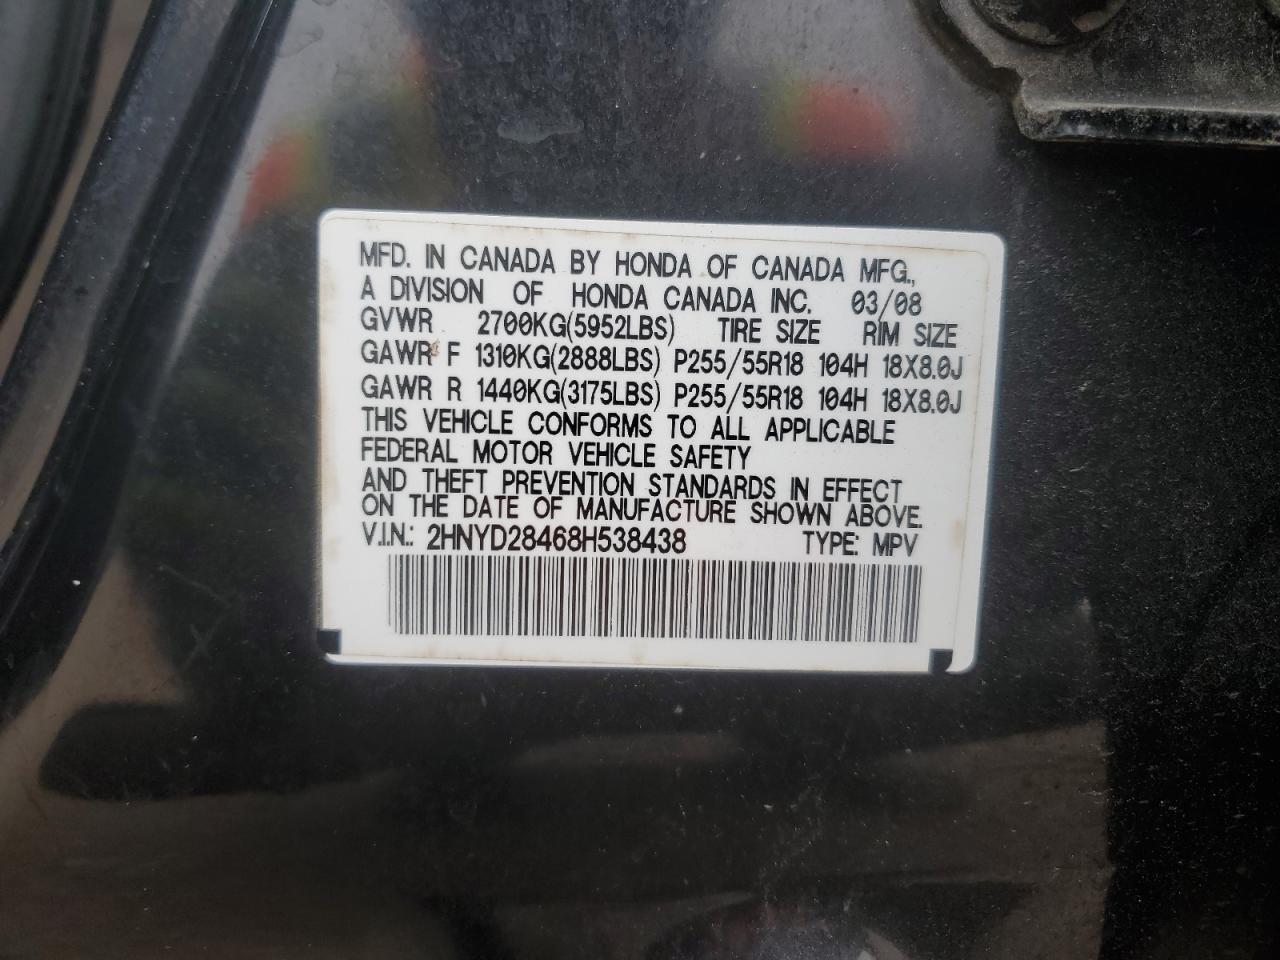 MFD. IN CANADA BY HONDA OF CANADA MFG.,
A DIVISION OF HONDA CANADA INC. 03/08
GVWR 2700KG(5952LBS) TIRE SIZE RIM SIZE
GAWR F 1310KG(2888LBS) P255/55R18 104H 18X8.0J
GAWR R 1440KG(3175LBS) P255/55R18 104H 18X8.0J
THIS VEHICLE CONFORMS TO ALL APPLICABLE
FEDERAL MOTOR VEHICLE SAFETY
AND THEFT PREVENTION STANDARDS IN EFFECT
ON THE DATE OF MANUFACTURE SHOWN ABOVE.
V.I.N.: 2HNYD28468H538438 TYPE: MPV